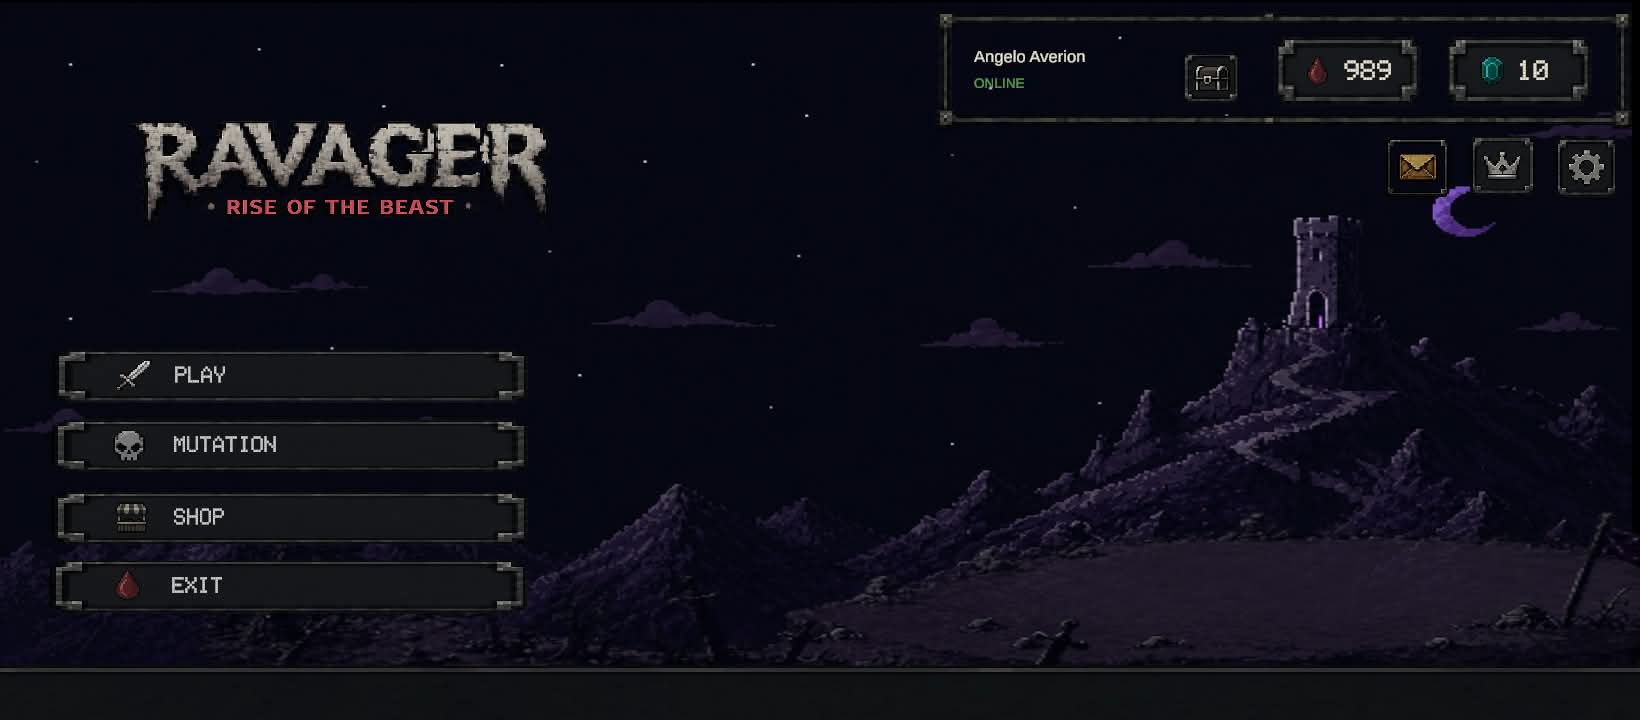 Angelo Averion
ONLINE
989
10
RAVAGER
• RISE OF THE BEAST •
PLAY
MUTATION
SHOP
EXIT